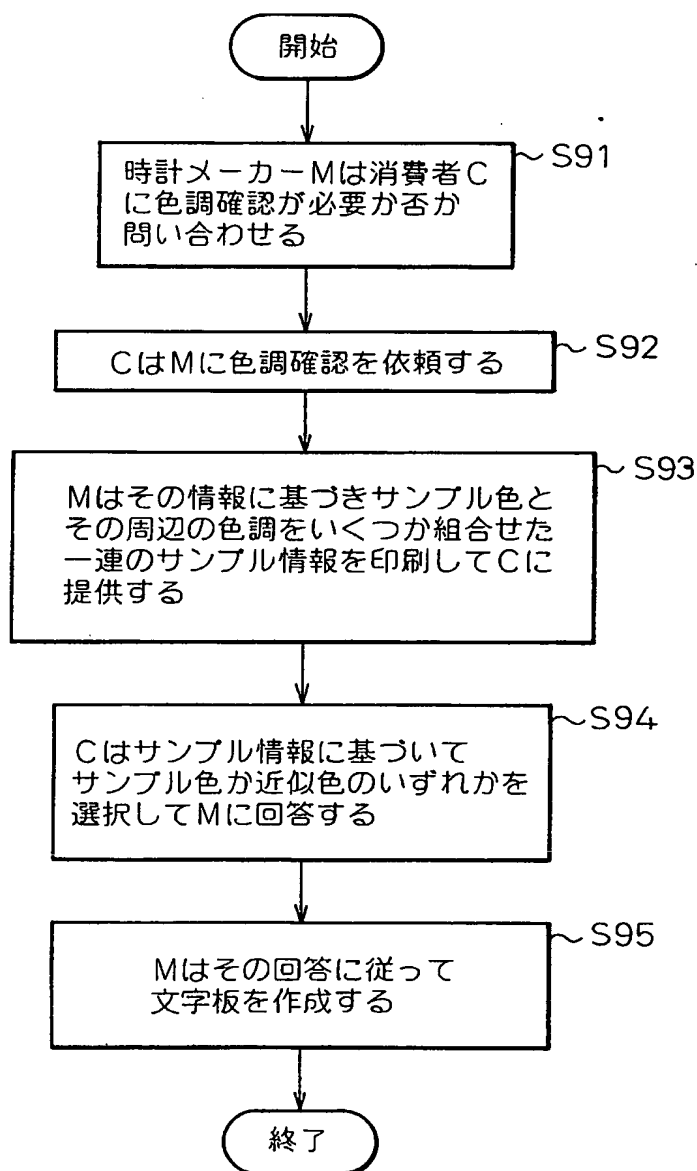 開始
S91
時計メーカーMは消費者C
に色調確認が必要か否か
問い合わせる
S92
CはMに色調確認を依頼する
S93
Mはその情報に基づきサンプル色と
その周辺の色調をいくつか組合せた
一連のサンプル情報を印刷してCに
提供する
S94
Cはサンプル情報に基づいて
サンプル色か近似色のいずれかを
選択してMに回答する
S95
Mはその回答に従って
文字板を作成する
終了